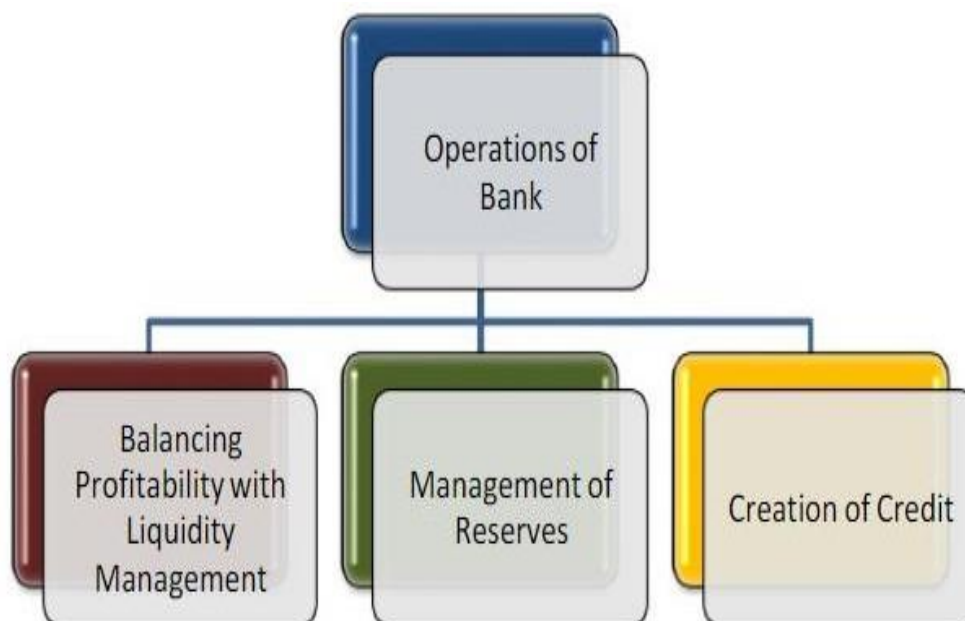 Operations of
Bank
Balancing
Profitability with
Liquidity
Management
Management of
Reserves
Creation of Credit